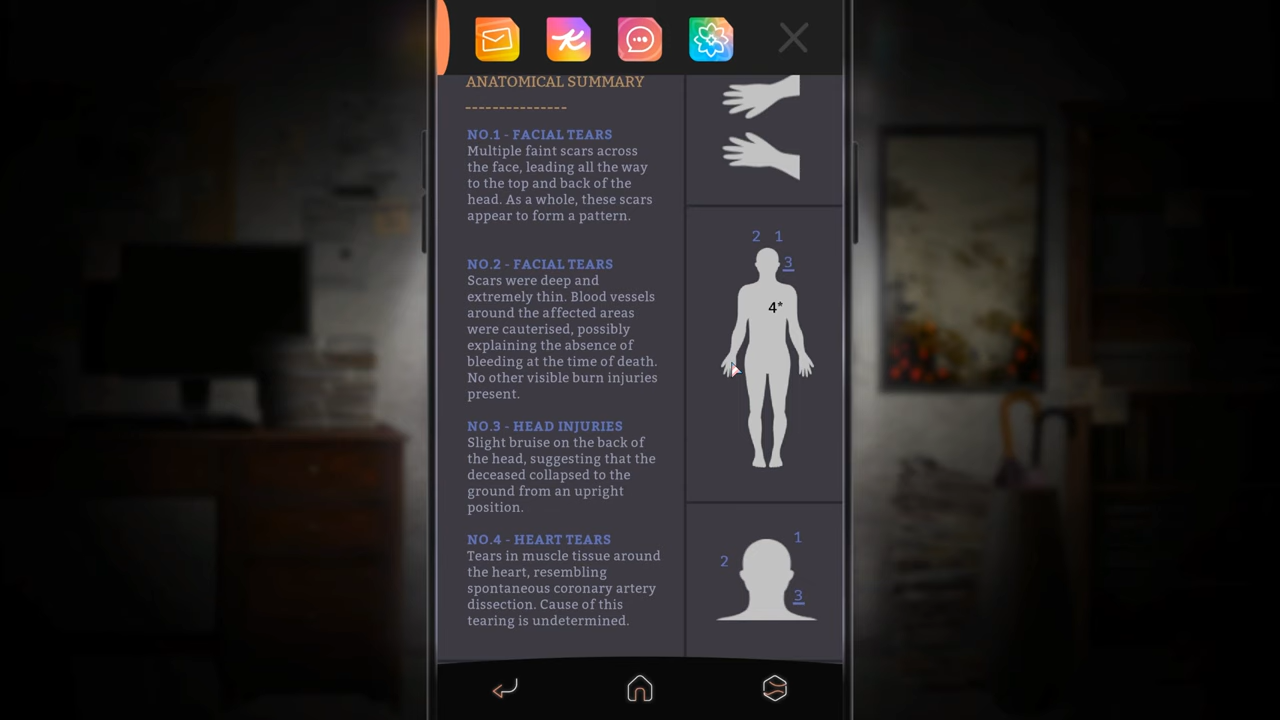 ANATOMICAL SUMMARY
---------------
NO.1 - FACIAL TEARS
Multiple faint scars across
the face, leading all the way
to the top and back of the
head. As a whole, these scars
appear to form a pattern.
NO.2 - FACIAL TEARS
Scars were deep and
extremely thin. Blood vessels
around the affected areas
were cauterised, possibly
explaining the absence of
bleeding at the time of death.
No other visible burn injuries
present.
NO.3 - HEAD INJURIES
Slight bruise on the back of
the head, suggesting that the
deceased collapsed to the
ground from an upright
position.
NO.4 - HEART TEARS
Tears in muscle tissue around
the heart, resembling
spontaneous coronary artery
dissection. Cause of this
tearing is undetermined.
2 1
3
4*
1
2
3